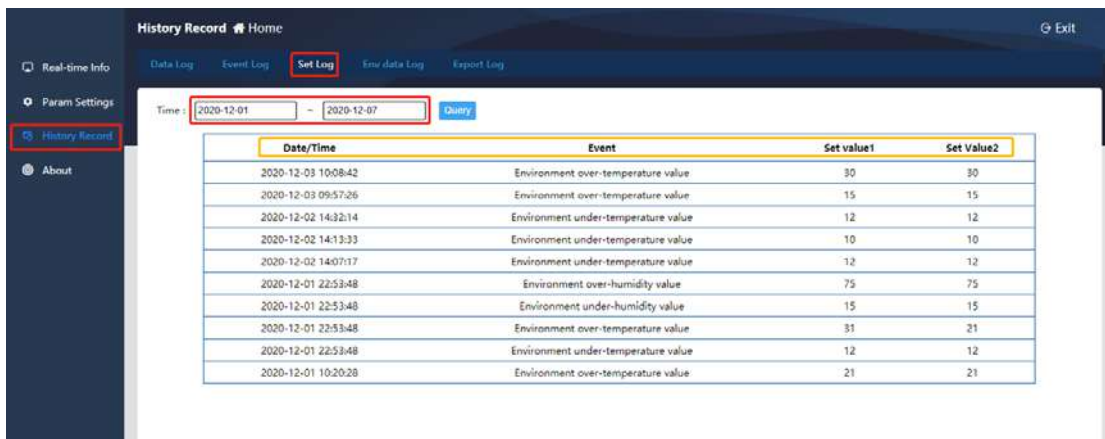 History Record Home Exit
Real-time Info
Param Settings
History Record
About
Data Log Event Log Set Log Env data Log Export Log
Time : 2020-12-01 ~ 2020-12-07 Query
Date/Time Event Set value1 Set Value2
2020-12-03 10:08:42 Environment over-temperature value 30 30
2020-12-03 09:57:26 Environment over-temperature value 15 15
2020-12-02 14:32:14 Environment under-temperature value 12 12
2020-12-02 14:13:33 Environment under-temperature value 10 10
2020-12-02 14:07:17 Environment under-temperature value 12 12
2020-12-01 22:53:48 Environment over-humidity value 75 75
2020-12-01 22:53:48 Environment under-humidity value 15 15
2020-12-01 22:53:48 Environment over-temperature value 31 21
2020-12-01 22:53:48 Environment under-temperature value 12 12
2020-12-01 10:20:28 Environment over-temperature value 21 21